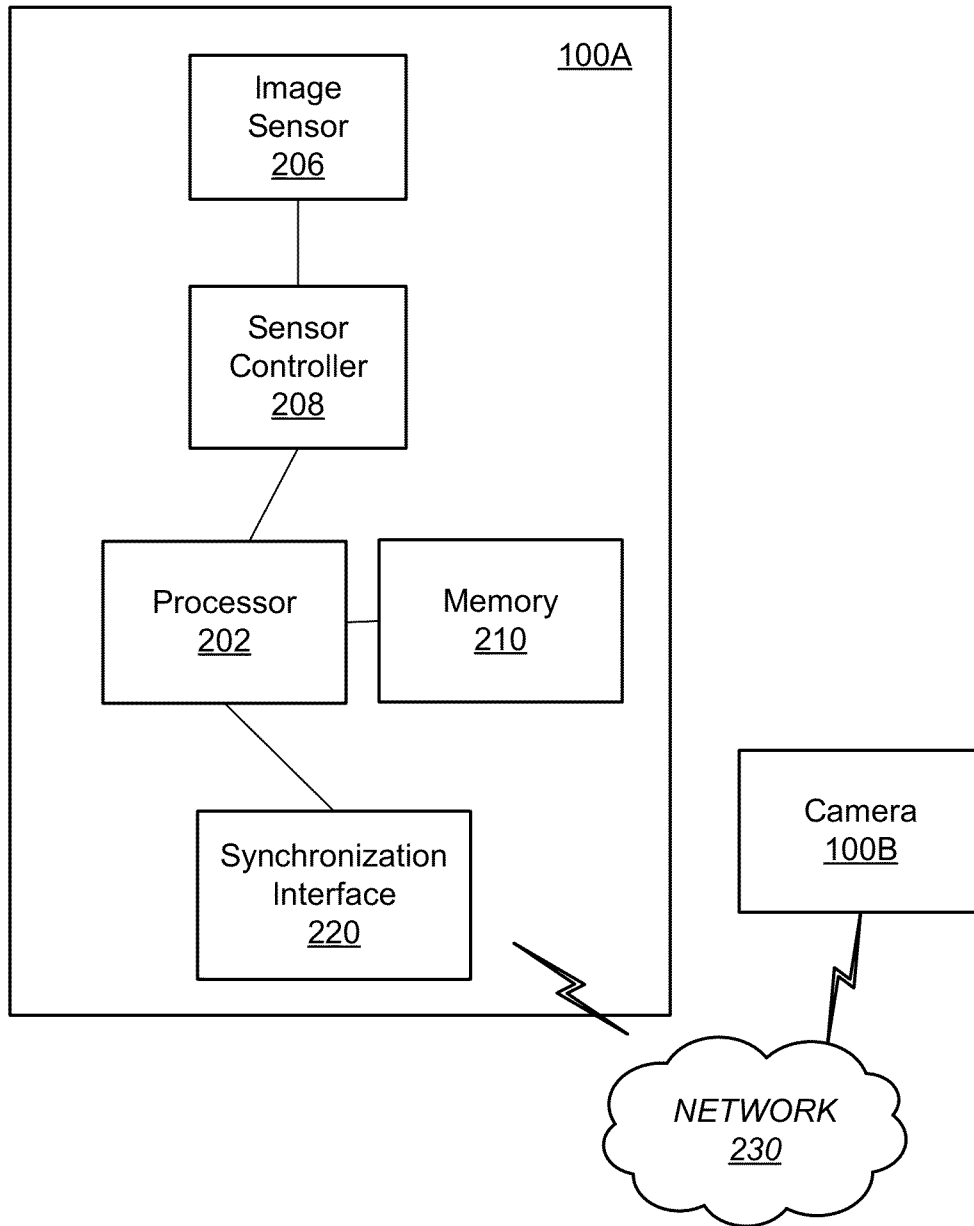 100A
Image
Sensor
206
Sensor
Controller
208
Processor
202
Memory
210
Synchronization
Interface
220
Camera
100B
NETWORK
230